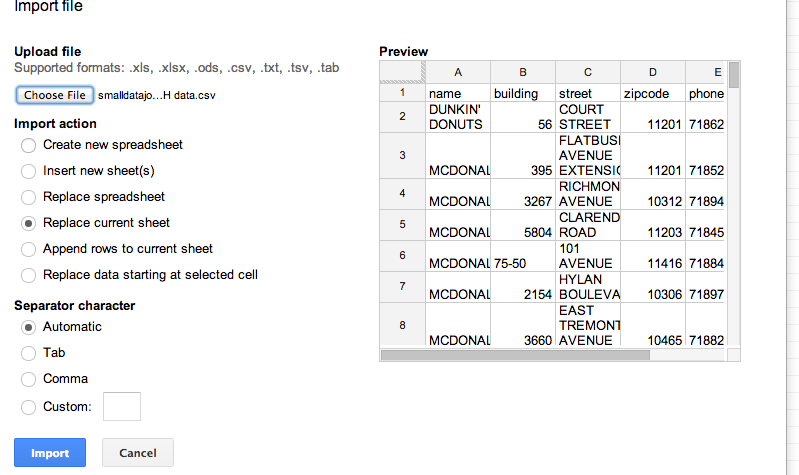 Import file
Upload file
Supported formats: .xls, .xlsx, .ods, .csv, .txt, .tsv, .tab
Choose File smalldatajo...H data.csv
Import action
Create new spreadsheet
Insert new sheet(s)
Replace spreadsheet
Replace current sheet
Append rows to current sheet
Replace data starting at selected cell
Separator character
Automatic
Tab
Comma
Custom:
Import Cancel
Preview
A B C D E
1 name building street zipcode phone
DUNKIN' COURT
2 DONUTS 56 STREET 11201 71862
FLATBUS
3 AVENUE
MCDONAL 395 EXTENSI 11201 71852
RICHMON
4 MCDONAL 3267 AVENUE 10312 71894
CLAREND
5 MCDONAL 5804 ROAD 11203 71845
101
6 MCDONAL 75-50 AVENUE 11416 71884
HYLAN
7 MCDONAL 2154 BOULEVA 10306 71897
EAST
8 TREMONT
MCDONAL 3660 AVENUE 10465 71882